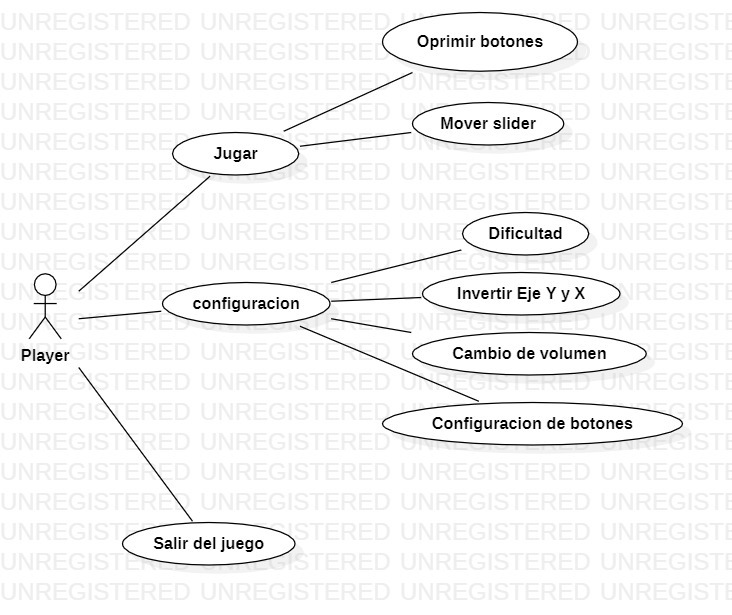 UNREGISTERED UNREGISTERED UNREGISTERED UNREGISTERED
Oprimir botones
Mover slider
Jugar
Dificultad
Invertir Eje Y y X
configuracion
Player
Cambio de volumen
Configuracion de botones
Salir del juego